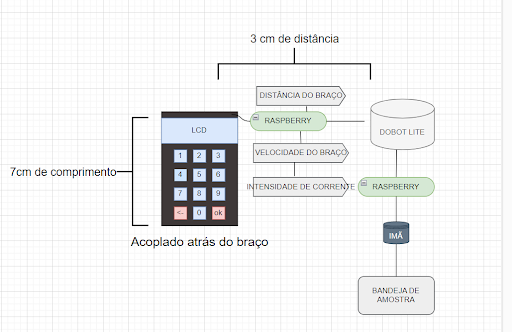 3 cm de distância
DISTÂNCIA DO BRAÇO
RASPBERRY
LCD
DOBOT LITE
1 2 3
VELOCIDADE DO BRAÇO
7cm de comprimento
4 5 6
INTENSIDADE DE CORRENTE
RASPBERRY
7 8 9
<- 0 ok
Acoplado atrás do braço
IMÃ
BANDEJA DE
AMOSTRA